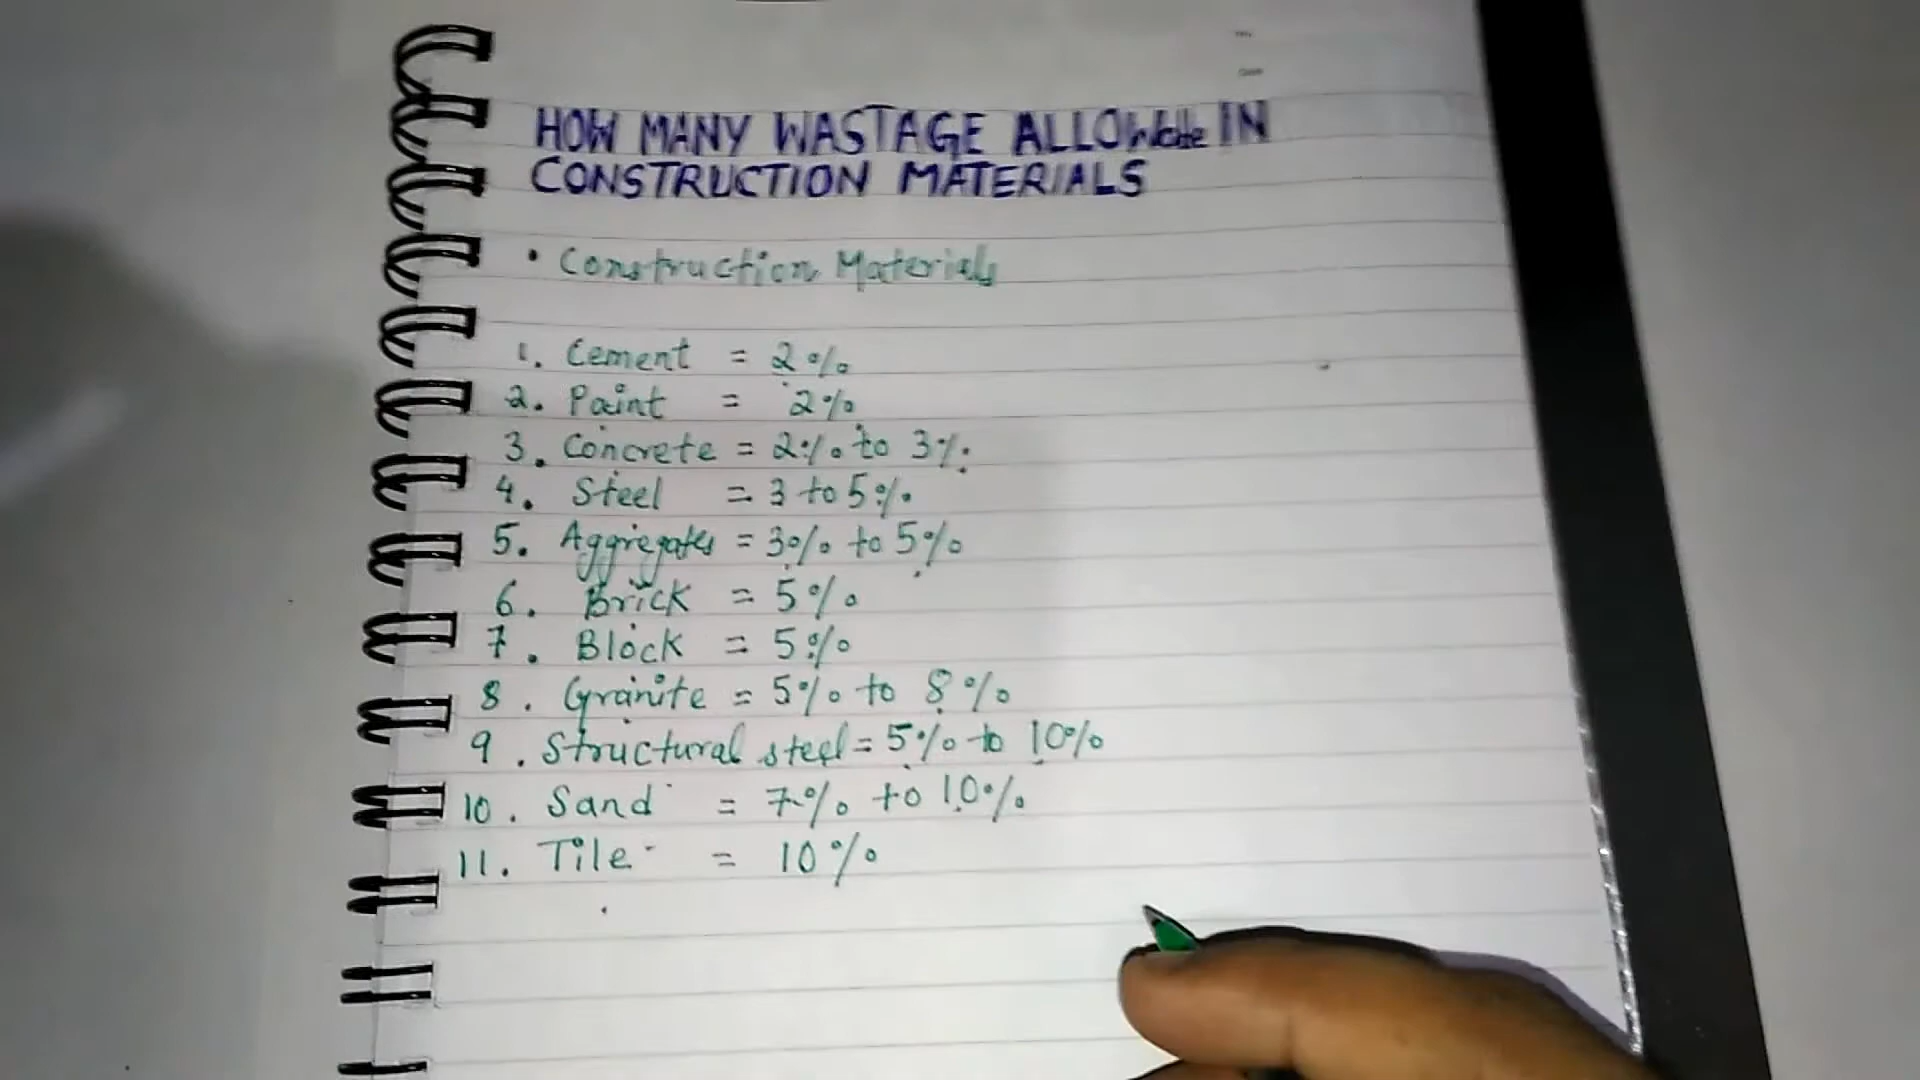 HOW MANY WASTAGE ALLOWable IN
CONSTRUCTION MATERIALS
• Construction Materials
1. Cement = 2%
2. Paint = 2%
3. Concrete = 2% to 3%
4. Steel = 3 to 5%
5. Aggregates = 3% to 5%
6. Brick = 5%
7. Block = 5%
8. Granite = 5% to 8%
9. Structural steel = 5% to 10%
10. Sand = 7% to 10%
11. Tile = 10%